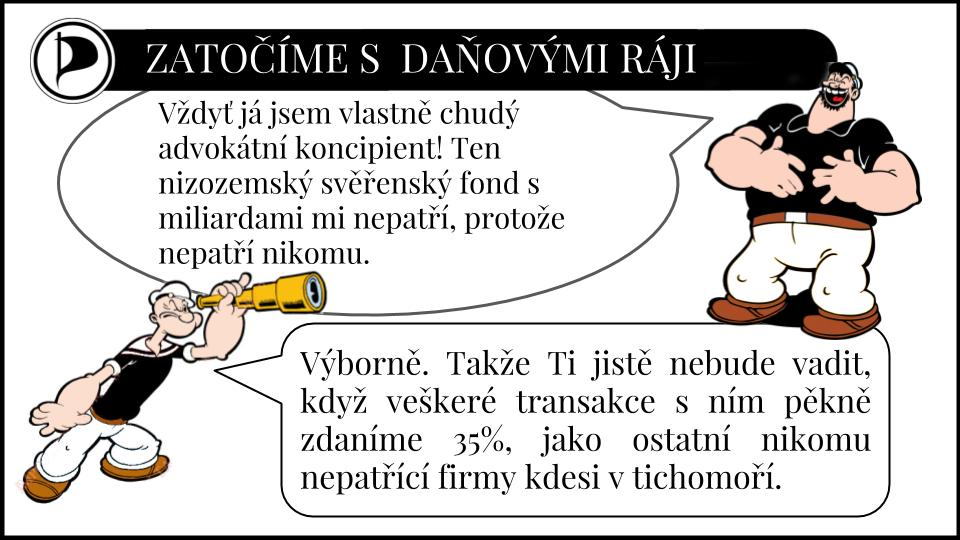 ZATOČÍME S DAŇOVÝMI RÁJI
Vždyť já jsem vlastně chudý
advokátní koncipient! Ten
nizozemský svěřenský fond s
miliardami mi nepatří, protože
nepatří nikomu.
Výborně. Takže Ti jistě nebude vadit,
když veškeré transakce s ním pěkně
zdaníme 35%, jako ostatní nikomu
nepatřící firmy kdesi v tichomoří.